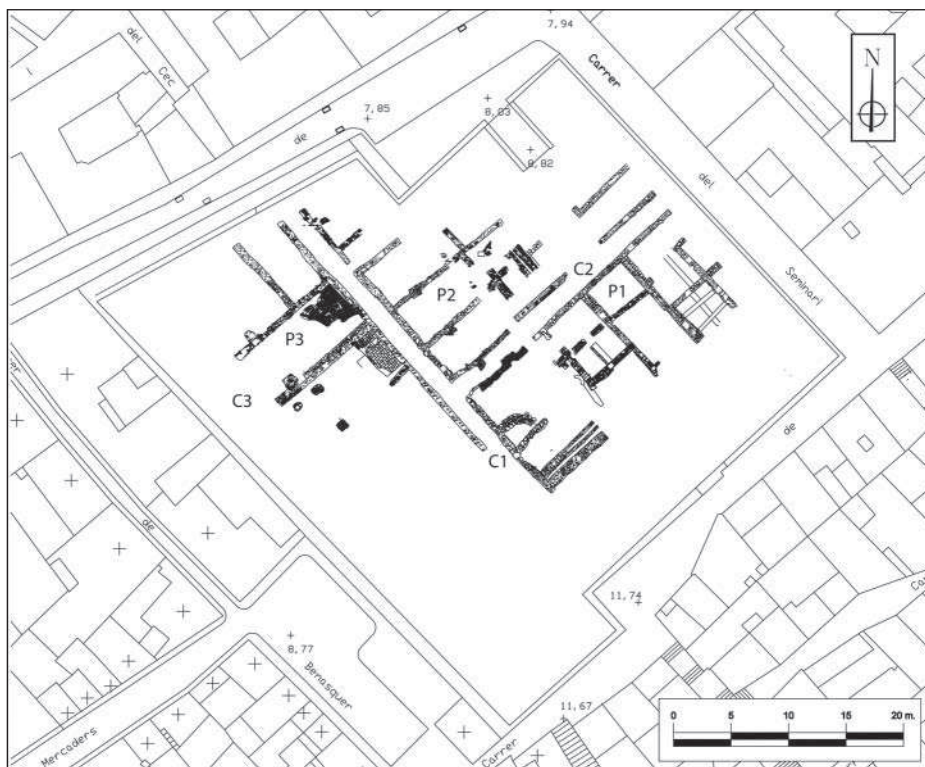 7,94
del
Cec
Carrer
N
7,85
8,83
de
8,82
del
Seminari
C2
P2
P1
P3
C3
C1
de
de
11,74
8,77
Benasquer
11,67
0 5 10 15 20 m.
Mercaders
Carrer